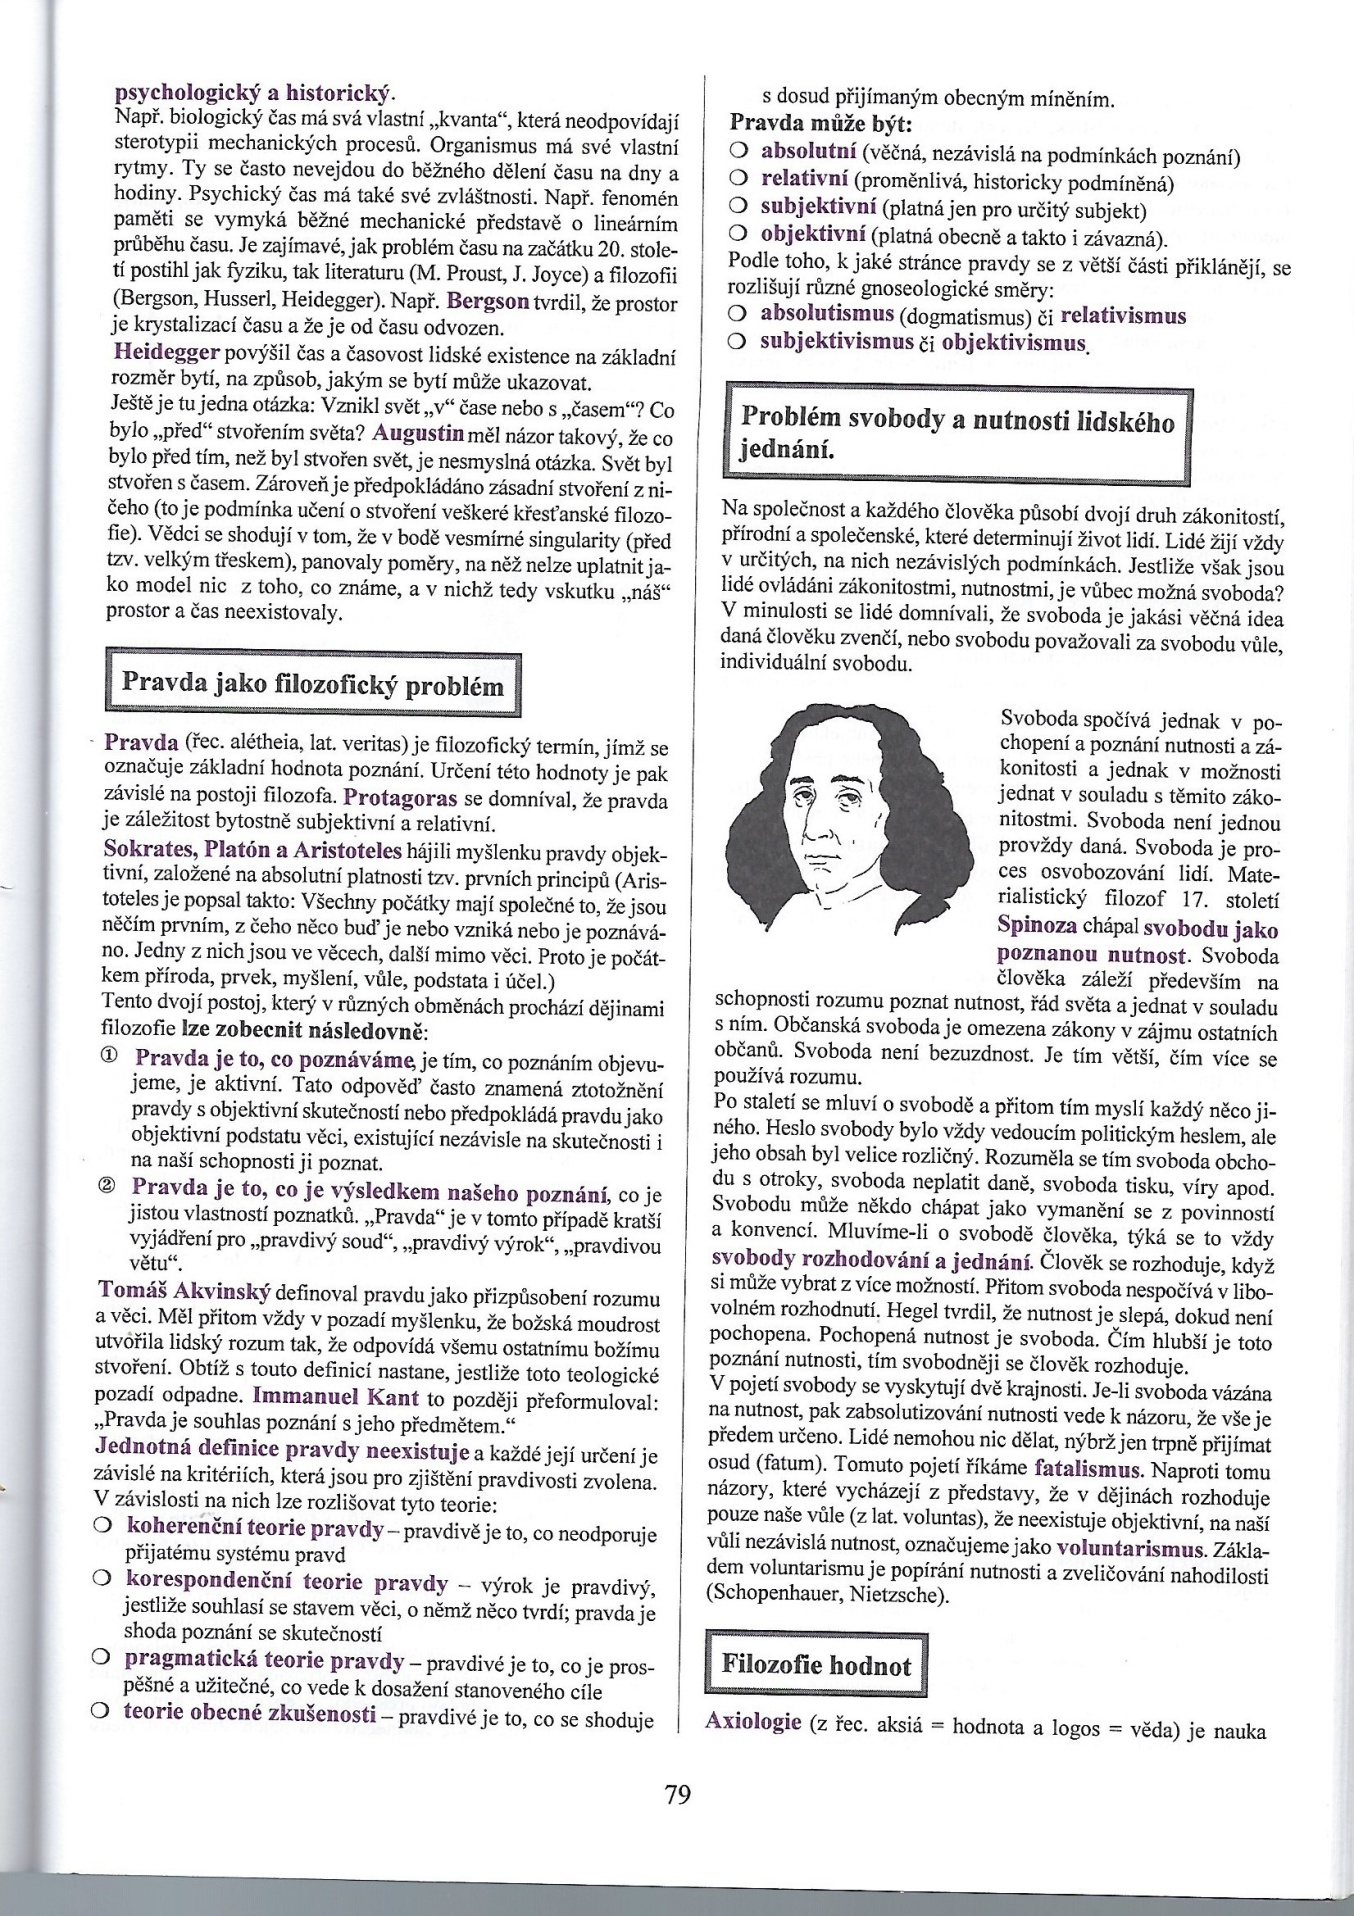 psychologický a historický.
Např. biologický čas má svá vlastní „kvanta“, která neodpovídají
sterotypii mechanických procesů. Organismus má své vlastní
rytmy. Ty se často nevejdou do běžného dělení času na dny a
hodiny. Psychický čas má také své zvláštnosti. Např. fenomén
paměti se vymyká běžné mechanické představě o lineárním
průběhu času. Je zajímavé, jak problém času na začátku 20. stole-
tí postihl jak fyziku, tak literaturu (M. Proust, J. Joyce) a filozofii
(Bergson, Husserl, Heidegger). Např. Bergson tvrdil, že prostor
je krystalizací času a že je od času odvozen.
Heidegger povýšil čas a časovost lidské existence na základní
rozměr bytí, na způsob, jakým se bytí může ukazovat.
Ještě je tu jedna otázka: Vznikl svět „v“ čase nebo s „časem“? Co
bylo „před“ stvořením světa? Augustin měl názor takový, že co
bylo před tím, než byl stvořen svět, je nesmyslná otázka. Svět byl
stvořen s časem. Zároveň je předpokládáno zásadní stvoření z ni-
čeho (to je podmínka učení o stvoření veškeré křesťanské filozo-
fie). Vědci se shodují v tom, že v bodě vesmírné singularity (před
tzv. velkým třeskem), panovaly poměry, na něž nelze uplatnit ja-
ko model nic z toho, co známe, a v nichž tedy vskutku „náš“
prostor a čas neexistovaly.
Pravda jako filozofický problém
Pravda (řec. alétheia, lat. veritas) je filozofický termín, jímž se
označuje základní hodnota poznání. Určení této hodnoty je pak
závislé na postoji filozofa. Protagoras se domníval, že pravda
je záležitost bytostně subjektivní a relativní.
Sokrates, Platón a Aristoteles hájili myšlenku pravdy objek-
tivní, založené na absolutní platnosti tzv. prvních principů (Aris-
toteles je popsal takto: Všechny počátky mají společné to, že jsou
něčím prvním, z čeho něco buď je nebo vzniká nebo je poznává-
no. Jedny z nich jsou ve věcech, další mimo věci. Proto je počát-
kem příroda, prvek, myšlení, vůle, podstata i účel.)
Tento dvojí postoj, který v různých obměnách prochází dějinami
filozofie lze zobecnit následovně:
① Pravda je to, co poznáváme, je tím, co poznáním objevu-
jeme, je aktivní. Tato odpověď často znamená ztotožnění
pravdy s objektivní skutečností nebo předpokládá pravdu jako
objektivní podstatu věci, existující nezávisle na skutečnosti i
na naší schopnosti ji poznat.
② Pravda je to, co je výsledkem našeho poznání, co je
jistou vlastností poznatků. „Pravda“ je v tomto případě kratší
vyjádření pro „pravdivý soud“, „pravdivý výrok“, „pravdivou
větu“.
Tomáš Akvinský definoval pravdu jako přizpůsobení rozumu
a věci. Měl přitom vždy v pozadí myšlenku, že božská moudrost
utvořila lidský rozum tak, že odpovídá všemu ostatnímu božímu
stvoření. Obtíž s touto definicí nastane, jestliže toto teologické
pozadí odpadne. Immanuel Kant to později přeformuloval:
„Pravda je souhlas poznání s jeho předmětem.“
Jednotná definice pravdy neexistuje a každé její určení je
závislé na kritériích, která jsou pro zjištění pravdivosti zvolena.
V závislosti na nich lze rozlišovat tyto teorie:
❍ koherenční teorie pravdy – pravdivě je to, co neodporuje
přijatému systému pravd
❍ korespondenční teorie pravdy – výrok je pravdivý,
jestliže souhlasí se stavem věci, o němž něco tvrdí; pravda je
shoda poznání se skutečností
❍ pragmatická teorie pravdy – pravdivé je to, co je pros-
pěšné a užitečné, co vede k dosažení stanoveného cíle
❍ teorie obecné zkušenosti – pravdivé je to, co se shoduje
s dosud přijímaným obecným míněním.
Pravda může být:
❍ absolutní (věčná, nezávislá na podmínkách poznání)
❍ relativní (proměnlivá, historicky podmíněná)
❍ subjektivní (platná jen pro určitý subjekt)
❍ objektivní (platná obecně a takto i závazná).
Podle toho, k jaké stránce pravdy se z větší části přiklánějí, se
rozlišují různé gnoseologické směry:
❍ absolutismus (dogmatismus) či relativismus
❍ subjektivismus či objektivismus.
Problém svobody a nutnosti lidského
jednání.
Na společnost a každého člověka působí dvojí druh zákonitostí,
přírodní a společenské, které determinují život lidí. Lidé žijí vždy
v určitých, na nich nezávislých podmínkách. Jestliže však jsou
lidé ovládáni zákonitostmi, nutnostmi, je vůbec možná svoboda?
V minulosti se lidé domnívali, že svoboda je jakási věčná idea
daná člověku zvenčí, nebo svobodu považovali za svobodu vůle,
individuální svobodu.
Svoboda spočívá jednak v po-
chopení a poznání nutnosti a zá-
konitosti a jednak v možnosti
jednat v souladu s těmito záko-
nitostmi. Svoboda není jednou
provždy daná. Svoboda je pro-
ces osvobozování lidí. Mate-
rialistický filozof 17. století
Spinoza chápal svobodu jako
poznanou nutnost. Svoboda
člověka záleží především na
schopnosti rozumu poznat nutnost, řád světa a jednat v souladu
s ním. Občanská svoboda je omezena zákony v zájmu ostatních
občanů. Svoboda není bezuzdnost. Je tím větší, čím více se
používá rozumu.
Po staletí se mluví o svobodě a přitom tím myslí každý něco ji-
ného. Heslo svobody bylo vždy vedoucím politickým heslem, ale
jeho obsah byl velice rozličný. Rozuměla se tím svoboda obcho-
du s otroky, svoboda neplatit daně, svoboda tisku, víry apod.
Svobodu může někdo chápat jako vymanění se z povinností
a konvencí. Mluvíme-li o svobodě člověka, týká se to vždy
svobody rozhodování a jednání. Člověk se rozhoduje, když
si může vybrat z více možností. Přitom svoboda nespočívá v libo-
volném rozhodnutí. Hegel tvrdil, že nutnost je slepá, dokud není
pochopena. Pochopená nutnost je svoboda. Čím hlubší je toto
poznání nutnosti, tím svobodněji se člověk rozhoduje.
V pojetí svobody se vyskytují dvě krajnosti. Je-li svoboda vázána
na nutnost, pak zabsolutizování nutnosti vede k názoru, že vše je
předem určeno. Lidé nemohou nic dělat, nýbrž jen trpně přijímat
osud (fatum). Tomuto pojetí říkáme fatalismus. Naproti tomu
názory, které vycházejí z představy, že v dějinách rozhoduje
pouze naše vůle (z lat. voluntas), že neexistuje objektivní, na naší
vůli nezávislá nutnost, označujeme jako voluntarismus. Zákla-
dem voluntarismu je popírání nutnosti a zveličování nahodilosti
(Schopenhauer, Nietzsche).
Filozofie hodnot
Axiologie (z řec. aksiá = hodnota a logos = věda) je nauka
79